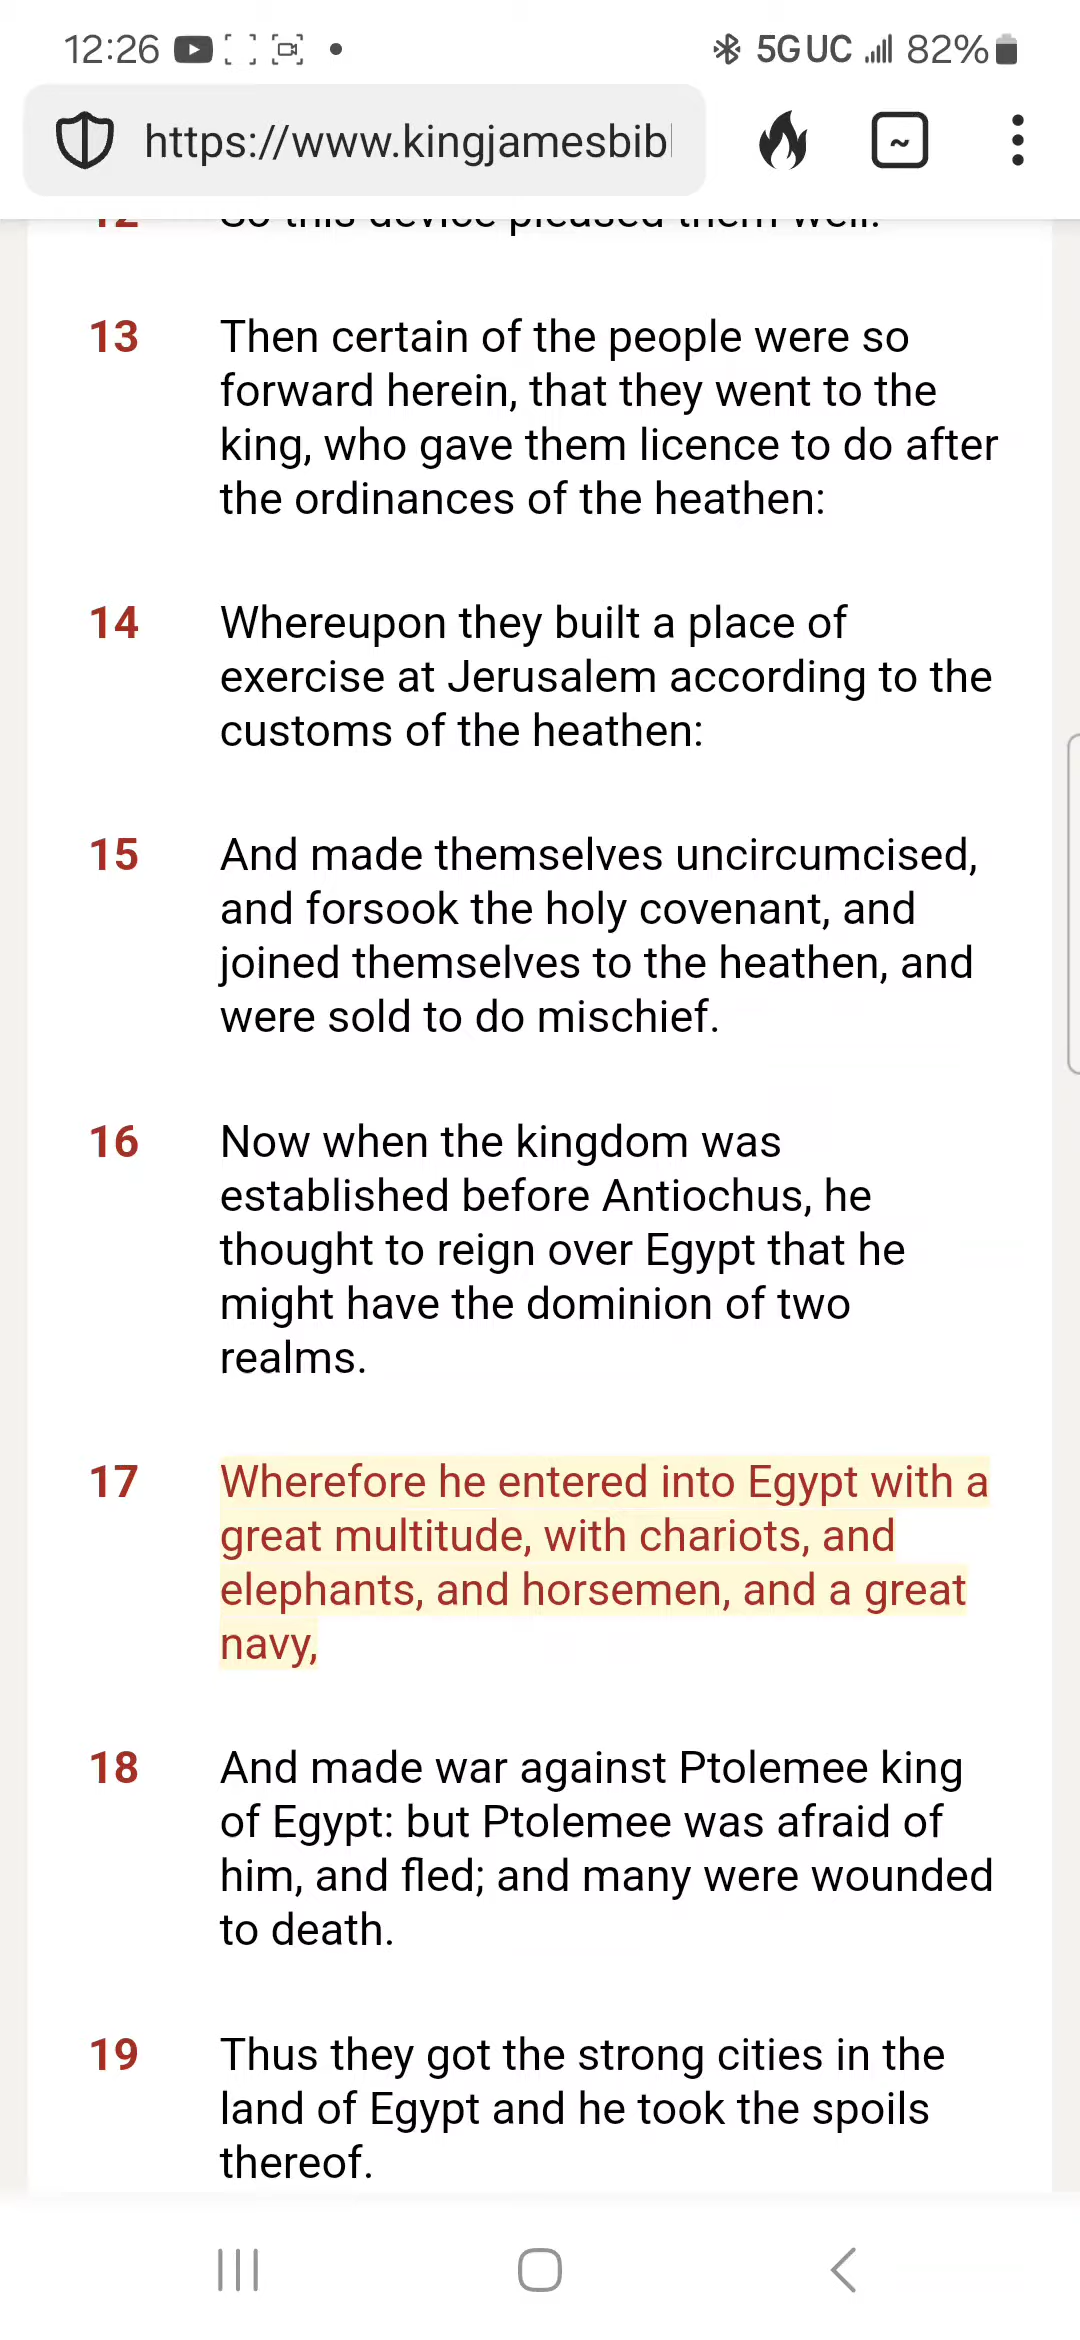 12:26
5G UC 82%
https://www.kingjamesbib
12 So this device pleased them well.
13 Then certain of the people were so
forward herein, that they went to the
king, who gave them licence to do after
the ordinances of the heathen:
14 Whereupon they built a place of
exercise at Jerusalem according to the
customs of the heathen:
15 And made themselves uncircumcised,
and forsook the holy covenant, and
joined themselves to the heathen, and
were sold to do mischief.
16 Now when the kingdom was
established before Antiochus, he
thought to reign over Egypt that he
might have the dominion of two
realms.
17 Wherefore he entered into Egypt with a
great multitude, with chariots, and
elephants, and horsemen, and a great
navy,
18 And made war against Ptolemee king
of Egypt: but Ptolemee was afraid of
him, and fled; and many were wounded
to death.
19 Thus they got the strong cities in the
land of Egypt and he took the spoils
thereof.